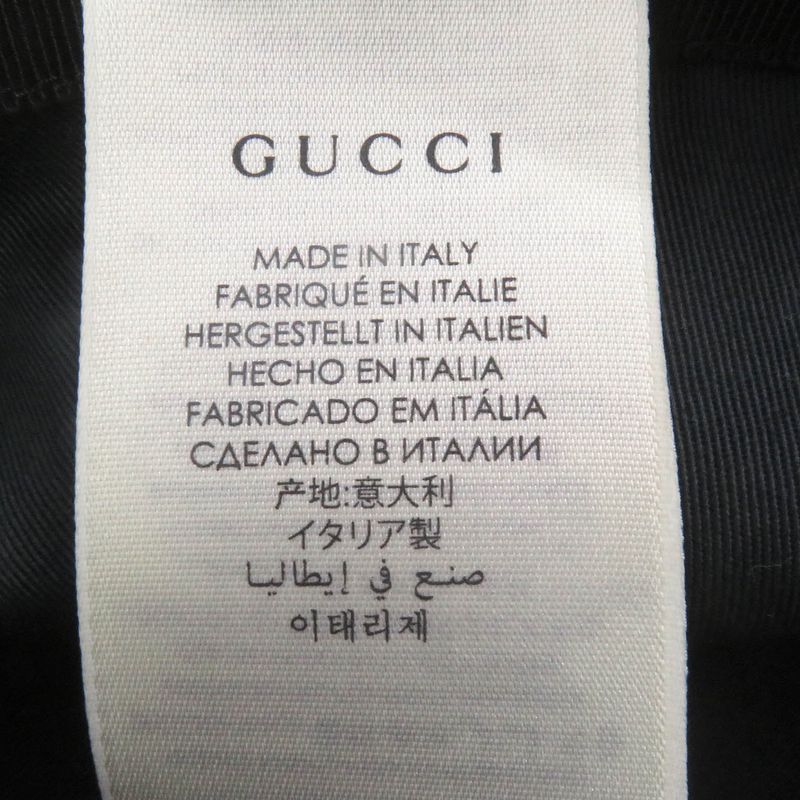 GUCCI
MADE IN ITALY
FABRIQUÉ EN ITALIE
HERGESTELLT IN ITALIEN
HECHO EN ITALIA
FABRICADO EM ITÁLIA
СДЕЛАНО В ИТАЛИИ
产地:意大利
イタリア製
صنع في إيطاليا
이태리제